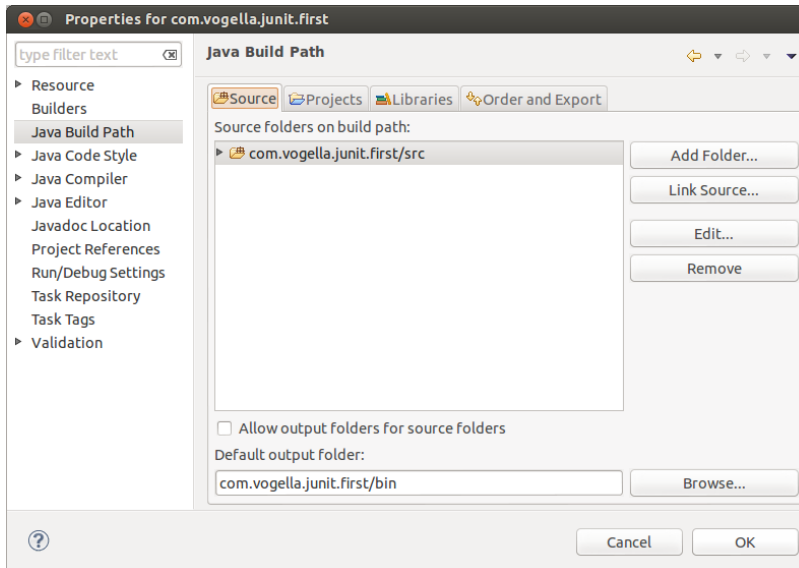 Properties for com.vogella.junit.first
type filter text
Resource
Builders
Java Build Path
Java Code Style
Java Compiler
Java Editor
Javadoc Location
Project References
Run/Debug Settings
Task Repository
Task Tags
Validation
Java Build Path
Source Projects Libraries Order and Export
Source folders on build path:
com.vogella.junit.first/src
Add Folder...
Link Source...
Edit...
Remove
Allow output folders for source folders
Default output folder:
com.vogella.junit.first/bin
Browse...
?
Cancel OK